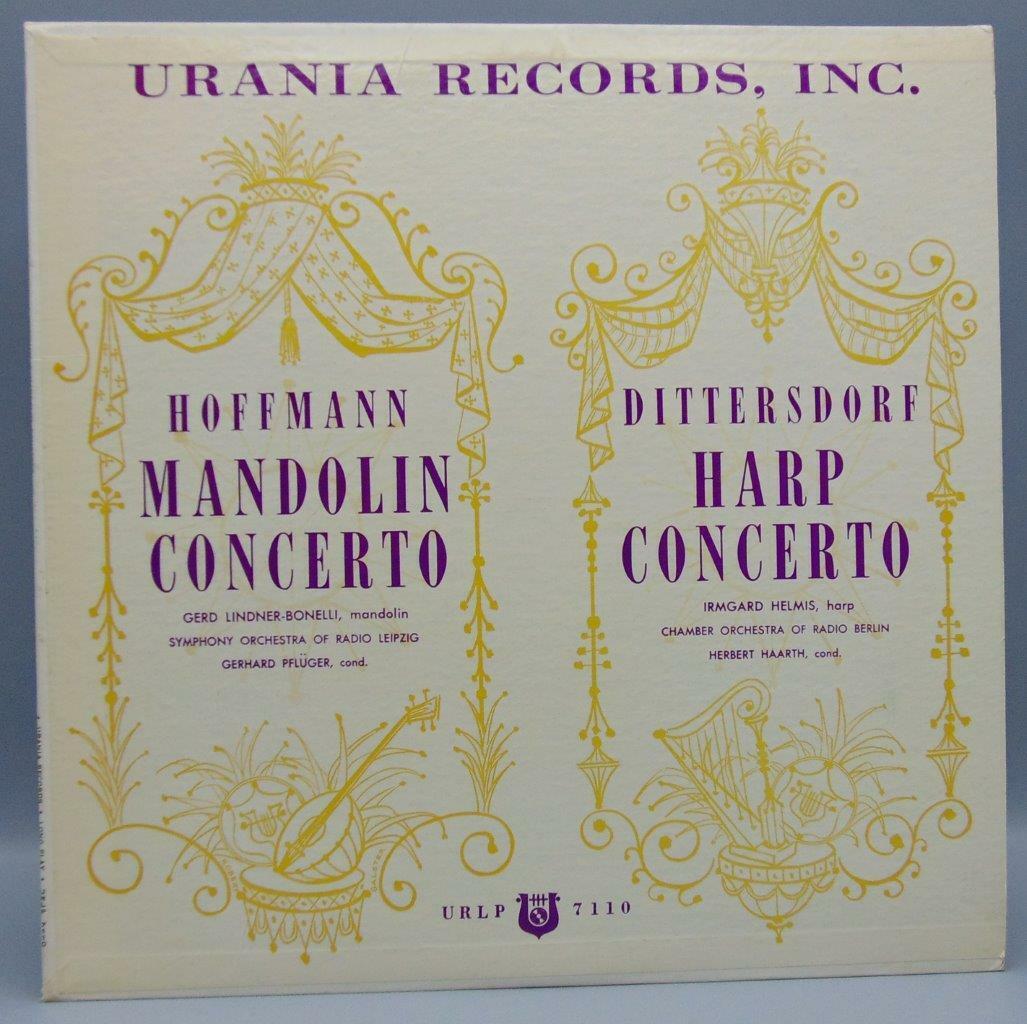 URANIA RECORDS, INC.
HOFFMANN
MANDOLIN
CONCERTO
GERD LINDNER-BONELLI, mandolin
SYMPHONY ORCHESTRA OF RADIO LEIPZIG
GERHARD PFLÜGER, cond.
DITTERSDORF
HARP
CONCERTO
IRMGARD HELMIS, harp
CHAMBER ORCHESTRA OF RADIO BERLIN
HERBERT HAARTH, cond.
URLP 7110